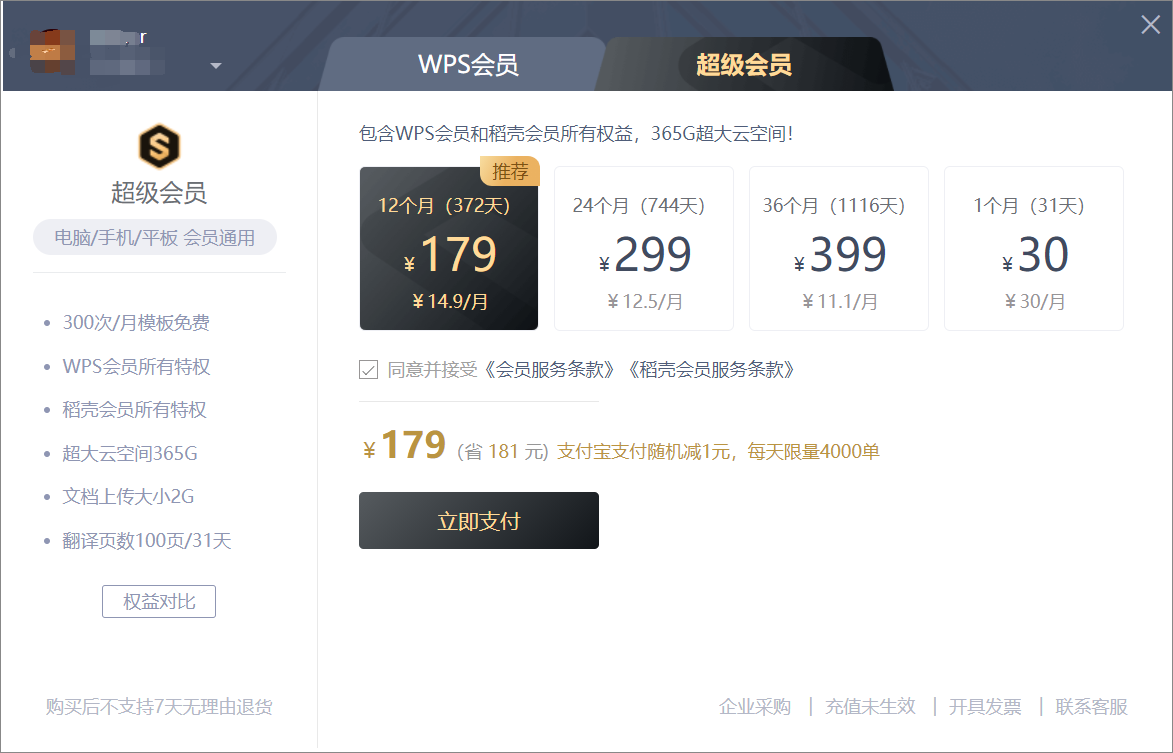 r
WPS会员
超级会员
超级会员
电脑/手机/平板 会员通用
300次/月模板免费
WPS会员所有特权
稻壳会员所有特权
超大云空间365G
文档上传大小2G
翻译页数100页/31天
权益对比
购买后不支持7天无理由退货
包含WPS会员和稻壳会员所有权益，365G超大云空间！
推荐
12个月（372天）
¥179
¥14.9/月
24个月（744天）
¥299
¥12.5/月
36个月（1116天）
¥399
¥11.1/月
1个月（31天）
¥30
¥30/月
同意并接受《会员服务条款》《稻壳会员服务条款》
¥179（省 181 元）支付宝支付随机减1元，每天限量4000单
立即支付
企业采购 | 充值未生效 | 开具发票 | 联系客服